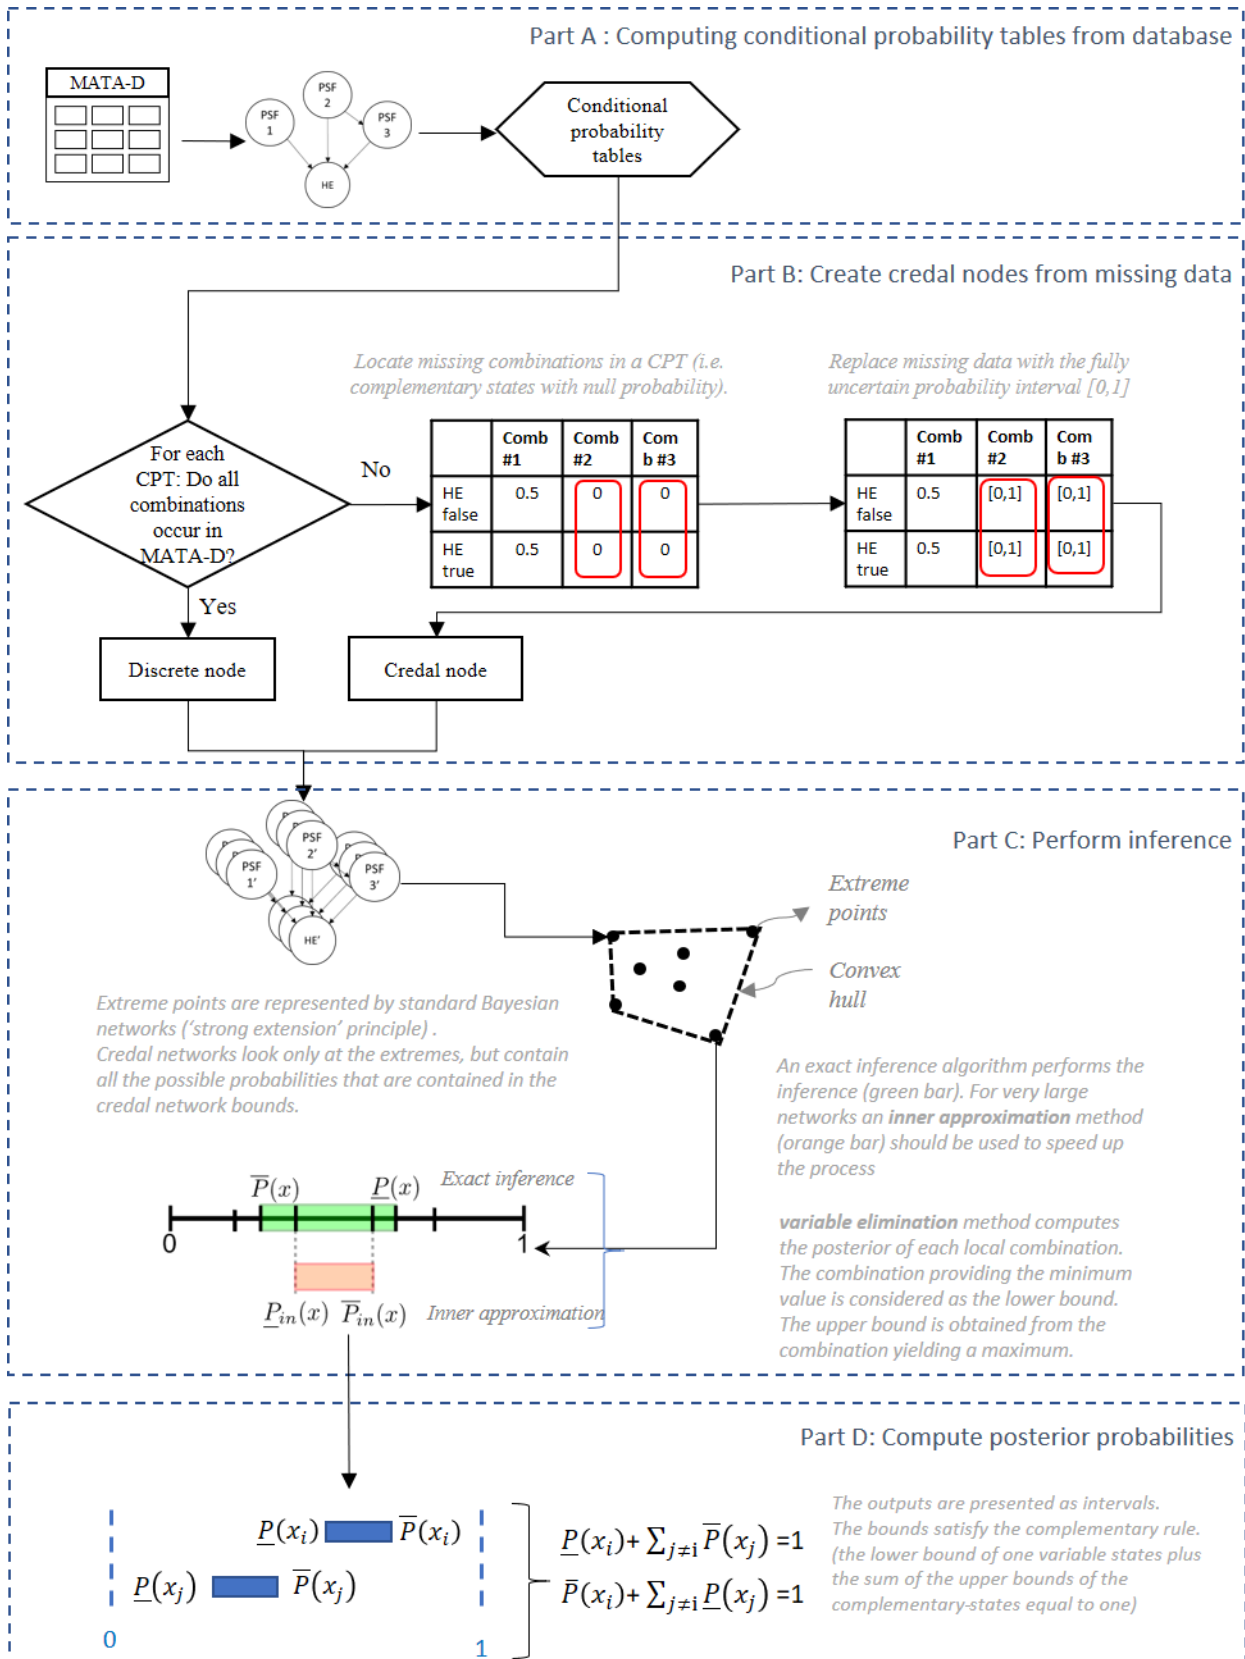 Part A : Computing conditional probability tables from database
MATA-D
PSF
1
PSF
2
PSF
3
HE
Conditional
probability
tables
Part B: Create credal nodes from missing data
Locate missing combinations in a CPT (i.e.
complementary states with null probability).
Replace missing data with the fully
uncertain probability interval [0,1]
For each
CPT: Do all
combinations
occur in
MATA-D?
No
Yes
Comb #1 Comb #2 Com b #3
HE false 0.5 0 0
HE true 0.5 0 0
Comb #1 Comb #2 Com b #3
HE false 0.5 [0,1] [0,1]
HE true 0.5 [0,1] [0,1]
Discrete node
Credal node
Part C: Perform inference
PSF
1'
PSF
2'
PSF
3'
HE'
Extreme
points
Convex
hull
Extreme points are represented by standard Bayesian
networks ('strong extension' principle) .
Credal networks look only at the extremes, but contain
all the possible probabilities that are contained in the
credal network bounds.
An exact inference algorithm performs the
inference (green bar). For very large
networks an inner approximation method
(orange bar) should be used to speed up
the process
variable elimination method computes
the posterior of each local combination.
The combination providing the minimum
value is considered as the lower bound.
The upper bound is obtained from the
combination yielding a maximum.
P̅(x) P̲(x) Exact inference
0 1
P̲in(x) P̅in(x) Inner approximation
Part D: Compute posterior probabilities
P̲(xi) P̅(xi)
P̲(xj) P̅(xj)
0 1
P̲(xi)+ ∑j≠i P̅(xj) =1
P̅(xi)+ ∑j≠i P̲(xj) =1
The outputs are presented as intervals.
The bounds satisfy the complementary rule.
(the lower bound of one variable states plus
the sum of the upper bounds of the
complementary-states equal to one)